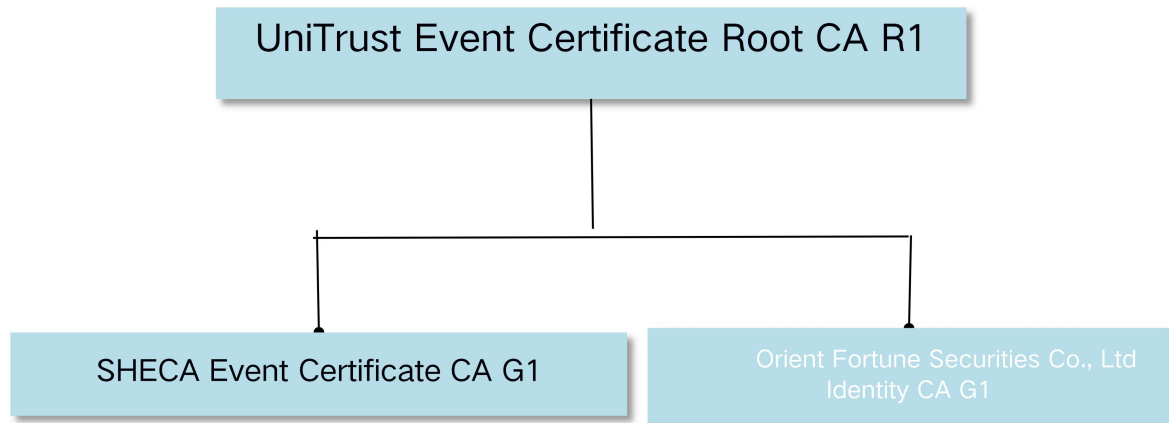 UniTrust Event Certificate Root CA R1
SHECA Event Certificate CA G1
Orient Fortune Securities Co., Ltd
Identity CA G1